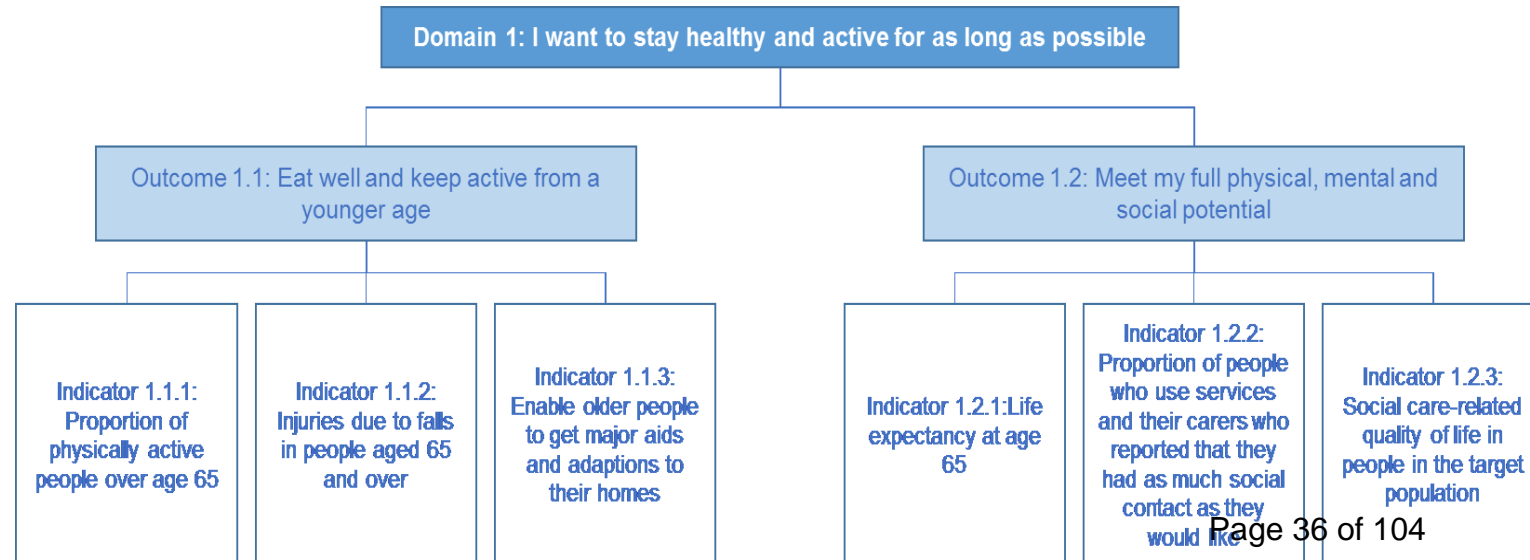 Domain 1: I want to stay healthy and active for as long as possible
Outcome 1.1: Eat well and keep active from a
younger age
Outcome 1.2: Meet my full physical, mental and
social potential
Indicator 1.1.1:
Proportion of
physically active
people over age 65
Indicator 1.1.2:
Injuries due to falls
in people aged 65
and over
Indicator 1.1.3:
Enable older people
to get major aids
and adaptions to
their homes
Indicator 1.2.1:Life
expectancy at age
65
Indicator 1.2.2:
Proportion of people
who use services
and their carers who
reported that they
had as much social
contact as they
would like
Indicator 1.2.3:
Social care-related
quality of life in
people in the target
population
Page 36 of 104